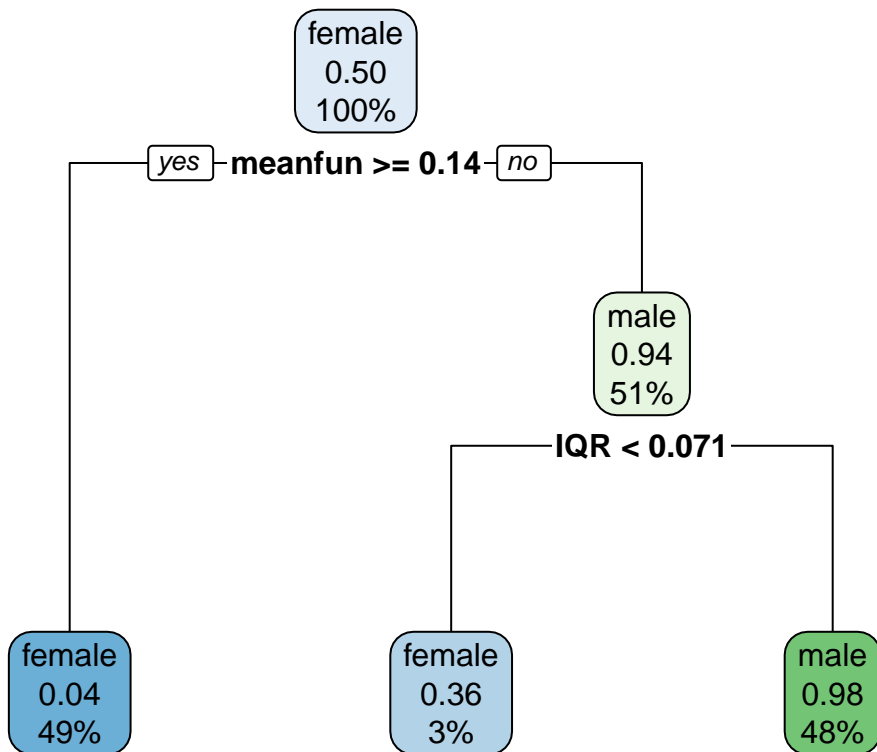 female
0.50
100%
yes meanfun >= 0.14 no
male
0.94
51%
IQR < 0.071
female
0.04
49%
female
0.36
3%
male
0.98
48%